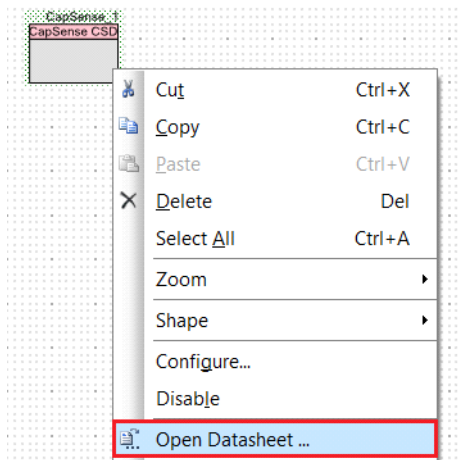 CapSense_1
CapSense CSD
Cut Ctrl+X
Copy Ctrl+C
Paste Ctrl+V
Delete Del
Select All Ctrl+A
Zoom
Shape
Configure...
Disable
Open Datasheet ...